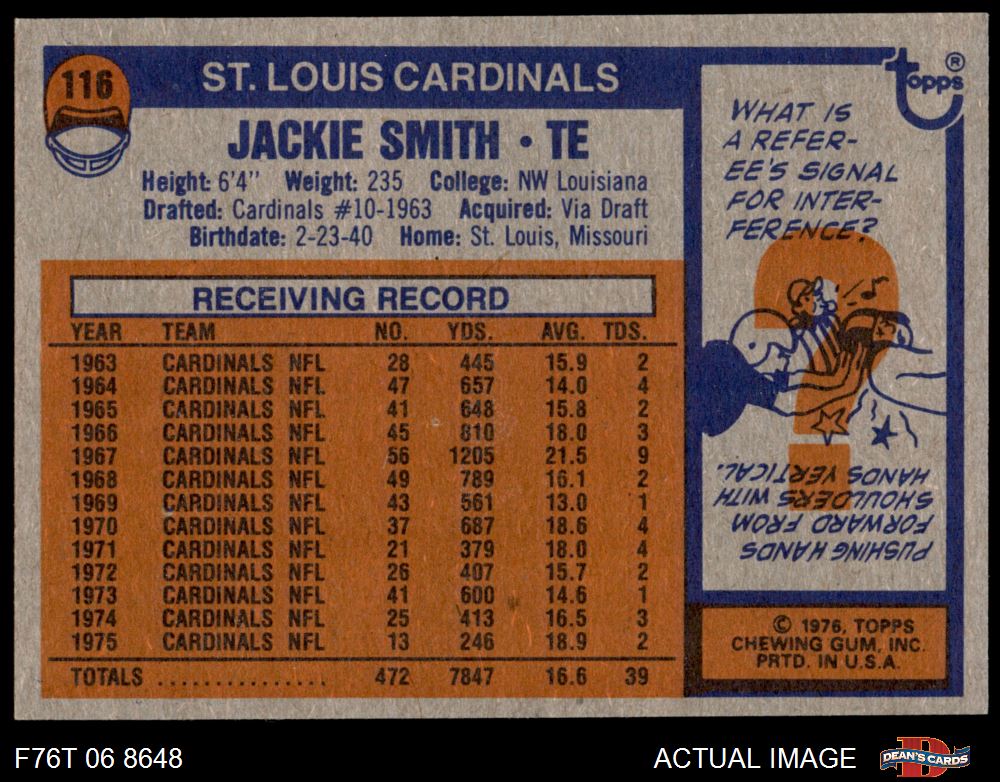 116
ST. LOUIS CARDINALS
JACKIE SMITH • TE
Height: 6'4" Weight: 235 College: NW Louisiana
Drafted: Cardinals #10-1963 Acquired: Via Draft
Birthdate: 2-23-40 Home: St. Louis, Missouri
RECEIVING RECORD
YEAR TEAM NO. YDS. AVG. TDS.
1963 CARDINALS NFL 28 445 15.9 2
1964 CARDINALS NFL 47 657 14.0 4
1965 CARDINALS NFL 41 648 15.8 2
1966 CARDINALS NFL 45 810 18.0 3
1967 CARDINALS NFL 56 1205 21.5 9
1968 CARDINALS NFL 49 789 16.1 2
1969 CARDINALS NFL 43 561 13.0 1
1970 CARDINALS NFL 37 687 18.6 4
1971 CARDINALS NFL 21 379 18.0 4
1972 CARDINALS NFL 26 407 15.7 2
1973 CARDINALS NFL 41 600 14.6 1
1974 CARDINALS NFL 25 413 16.5 3
1975 CARDINALS NFL 13 246 18.9 2
TOTALS ............... 472 7847 16.6 39
topps ®
WHAT IS
A REFER-
EE'S SIGNAL
FOR INTER-
FERENCE?
PUSHING HANDS
FORWARD FROM
SHOULDERS WITH
HANDS VERTICAL.
© 1976, TOPPS
CHEWING GUM, INC.
PRTD. IN U.S.A.
F76T 06 8648
ACTUAL IMAGE
DEAN'S CARDS